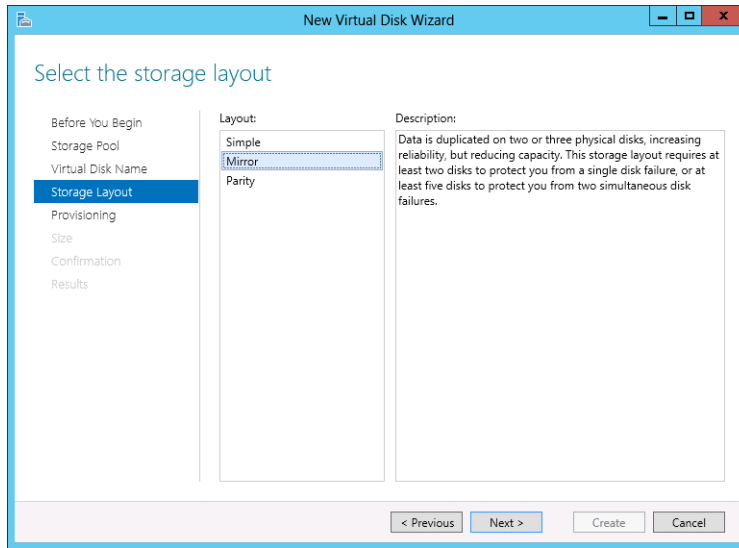 New Virtual Disk Wizard
Select the storage layout
Before You Begin
Storage Pool
Virtual Disk Name
Storage Layout
Provisioning
Size
Confirmation
Results
Layout:
Simple
Mirror
Parity
Description:
Data is duplicated on two or three physical disks, increasing
reliability, but reducing capacity. This storage layout requires at
least two disks to protect you from a single disk failure, or at
least five disks to protect you from two simultaneous disk
failures.
< Previous
Next >
Create
Cancel